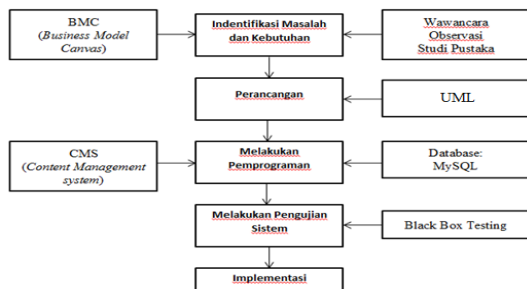 BMC
(Business Model
Canvas)
Indentifikasi Masalah
dan Kebutuhan
Wawancara
Observasi
Studi Pustaka
Perancangan
UML
CMS
(Content Management
system)
Melakukan
Pemprograman
Database:
MySQL
Melakukan Pengujian
Sistem
Black Box Testing
Implementasi